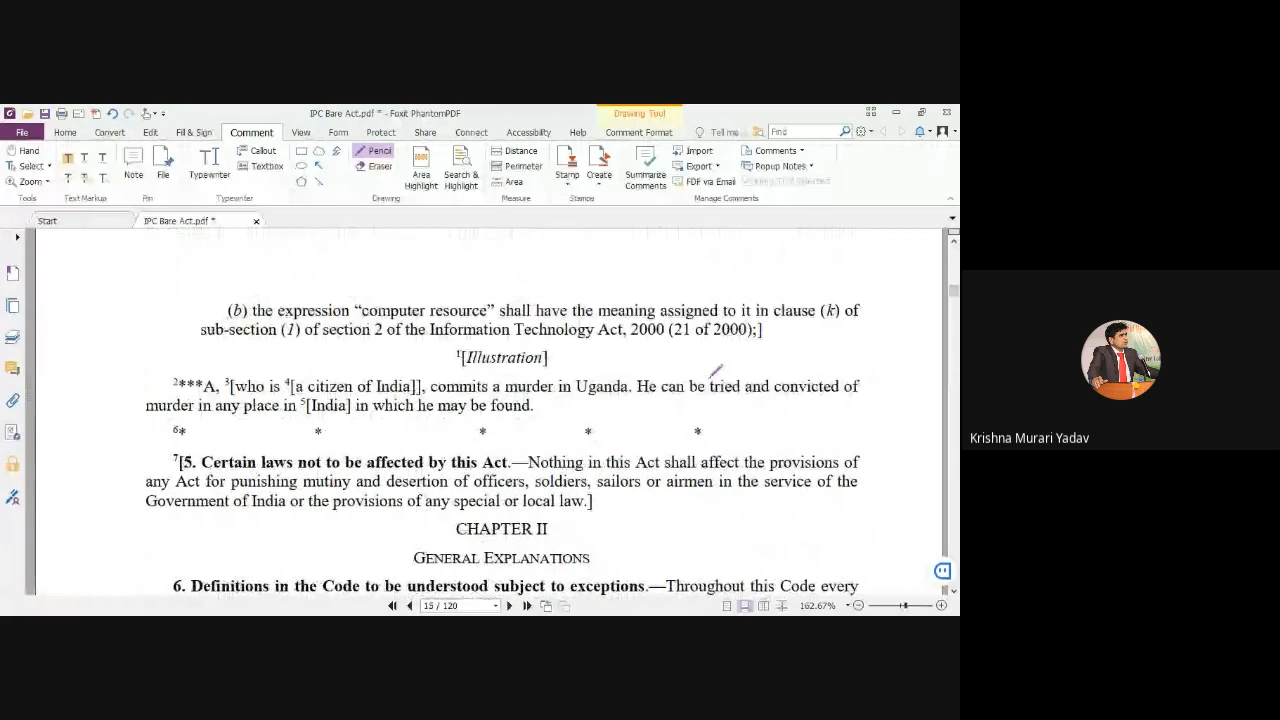 IPC Bare Act.pdf * - Foxit PhantomPDF
Drawing Tool
File Home Convert Edit Fill & Sign Comment View Form Protect Share Connect Accessibility Help Comment Format Tell me Find
Hand
Select
Zoom
Tools
T T T
T T T
Text Markup
Note
File
Pin
Typewriter
Callout
Textbox
Typewriter
Pencil
Eraser
Area Highlight
Search & Highlight
Drawing
Distance
Perimeter
Area
Measure
Stamp
Create
Stamps
Summarize Comments
Import
Export
FDF via Email
Comments
Popup Notes
Manage Comments
Start
IPC Bare Act.pdf *
(b) the expression “computer resource” shall have the meaning assigned to it in clause (k) of
sub-section (1) of section 2 of the Information Technology Act, 2000 (21 of 2000);]
1[Illustration]
2***A, 3[who is 4[a citizen of India]], commits a murder in Uganda. He can be tried and convicted of
murder in any place in 5[India] in which he may be found.
6* * * * *
7[5. Certain laws not to be affected by this Act.—Nothing in this Act shall affect the provisions of
any Act for punishing mutiny and desertion of officers, soldiers, sailors or airmen in the service of the
Government of India or the provisions of any special or local law.]
CHAPTER II
GENERAL EXPLANATIONS
6. Definitions in the Code to be understood subject to exceptions.—Throughout this Code every
15 / 120
162.67%
Krishna Murari Yadav